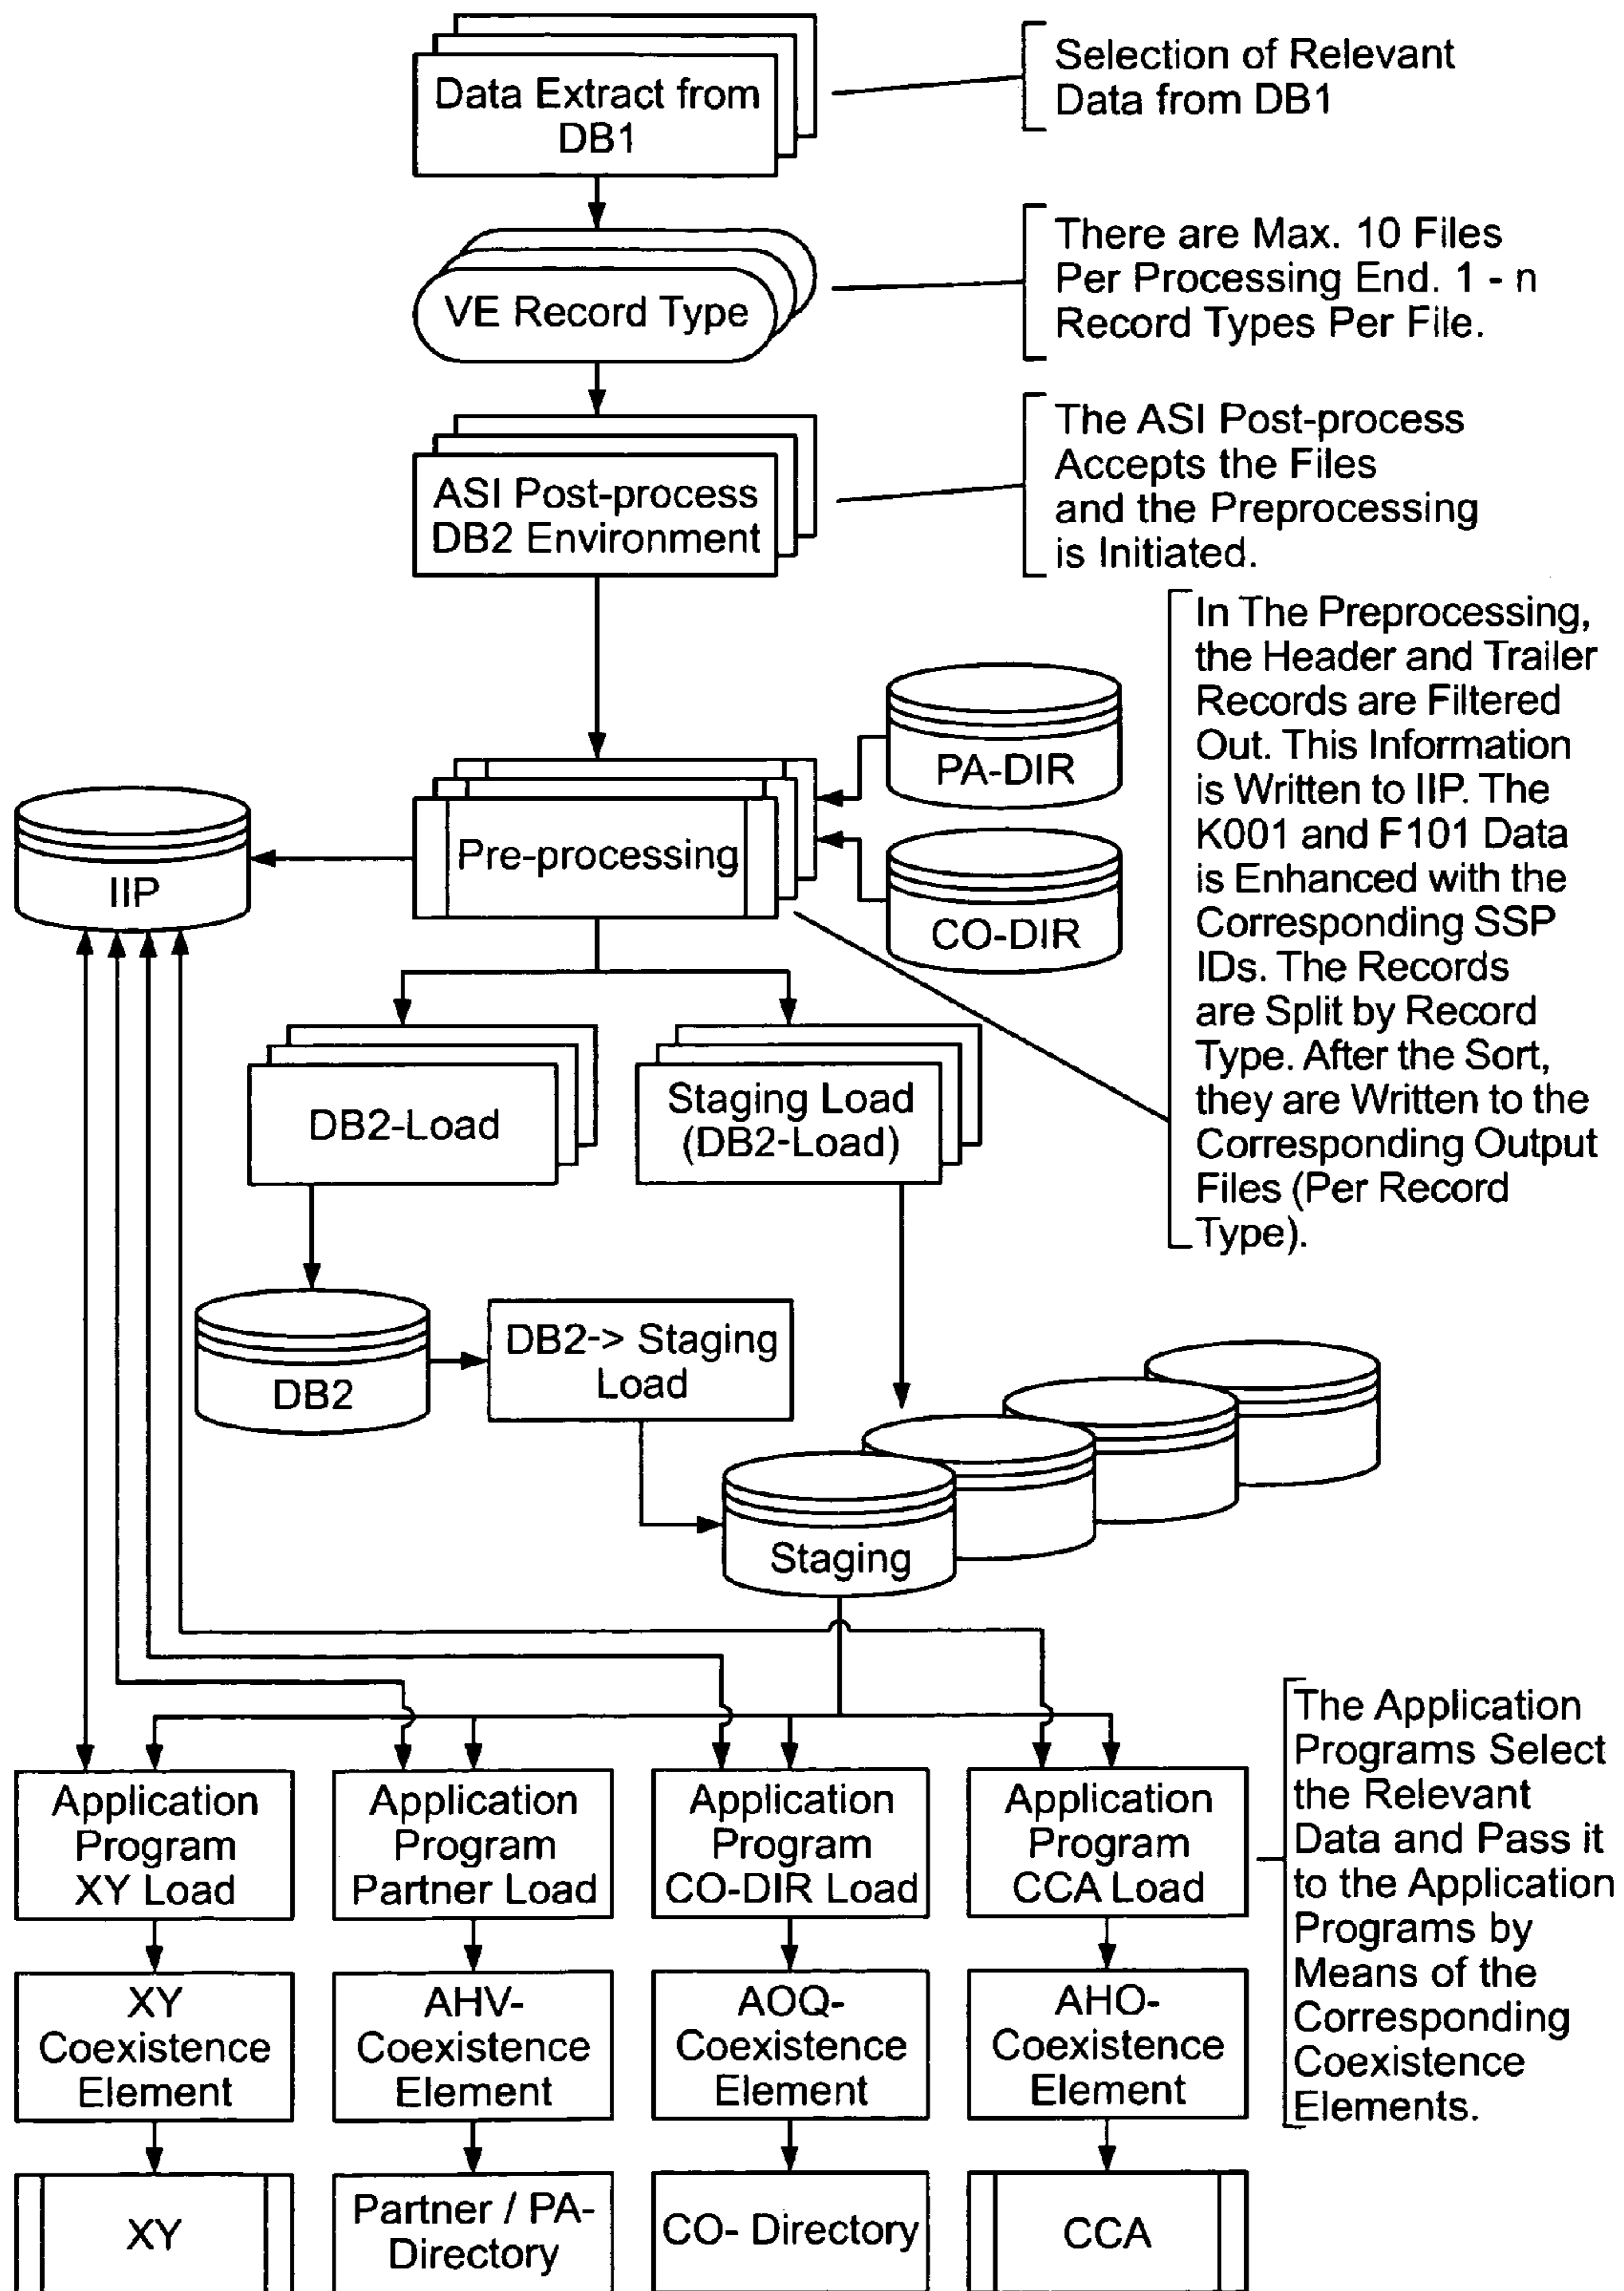 Data Extract from
DB1
Selection of Relevant
Data from DB1
VE Record Type
There are Max. 10 Files
Per Processing End. 1 - n
Record Types Per File.
ASI Post-process
DB2 Environment
The ASI Post-process
Accepts the Files
and the Preprocessing
is Initiated.
In The Preprocessing,
the Header and Trailer
Records are Filtered
Out. This Information
is Written to IIP. The
K001 and F101 Data
is Enhanced with the
Corresponding SSP
IDs. The Records
are Split by Record
Type. After the Sort,
they are Written to the
Corresponding Output
Files (Per Record
Type).
PA-DIR
IIP
Pre-processing
CO-DIR
DB2-Load
Staging Load
(DB2-Load)
DB2
DB2-> Staging
Load
Staging
Application
Program
XY Load
Application
Program
Partner Load
Application
Program
CO-DIR Load
Application
Program
CCA Load
The Application
Programs Select
the Relevant
Data and Pass it
to the Application
Programs by
Means of the
Corresponding
Coexistence
Elements.
XY
Coexistence
Element
AHV-
Coexistence
Element
AOQ-
Coexistence
Element
AHO-
Coexistence
Element
XY
Partner / PA-
Directory
CO- Directory
CCA